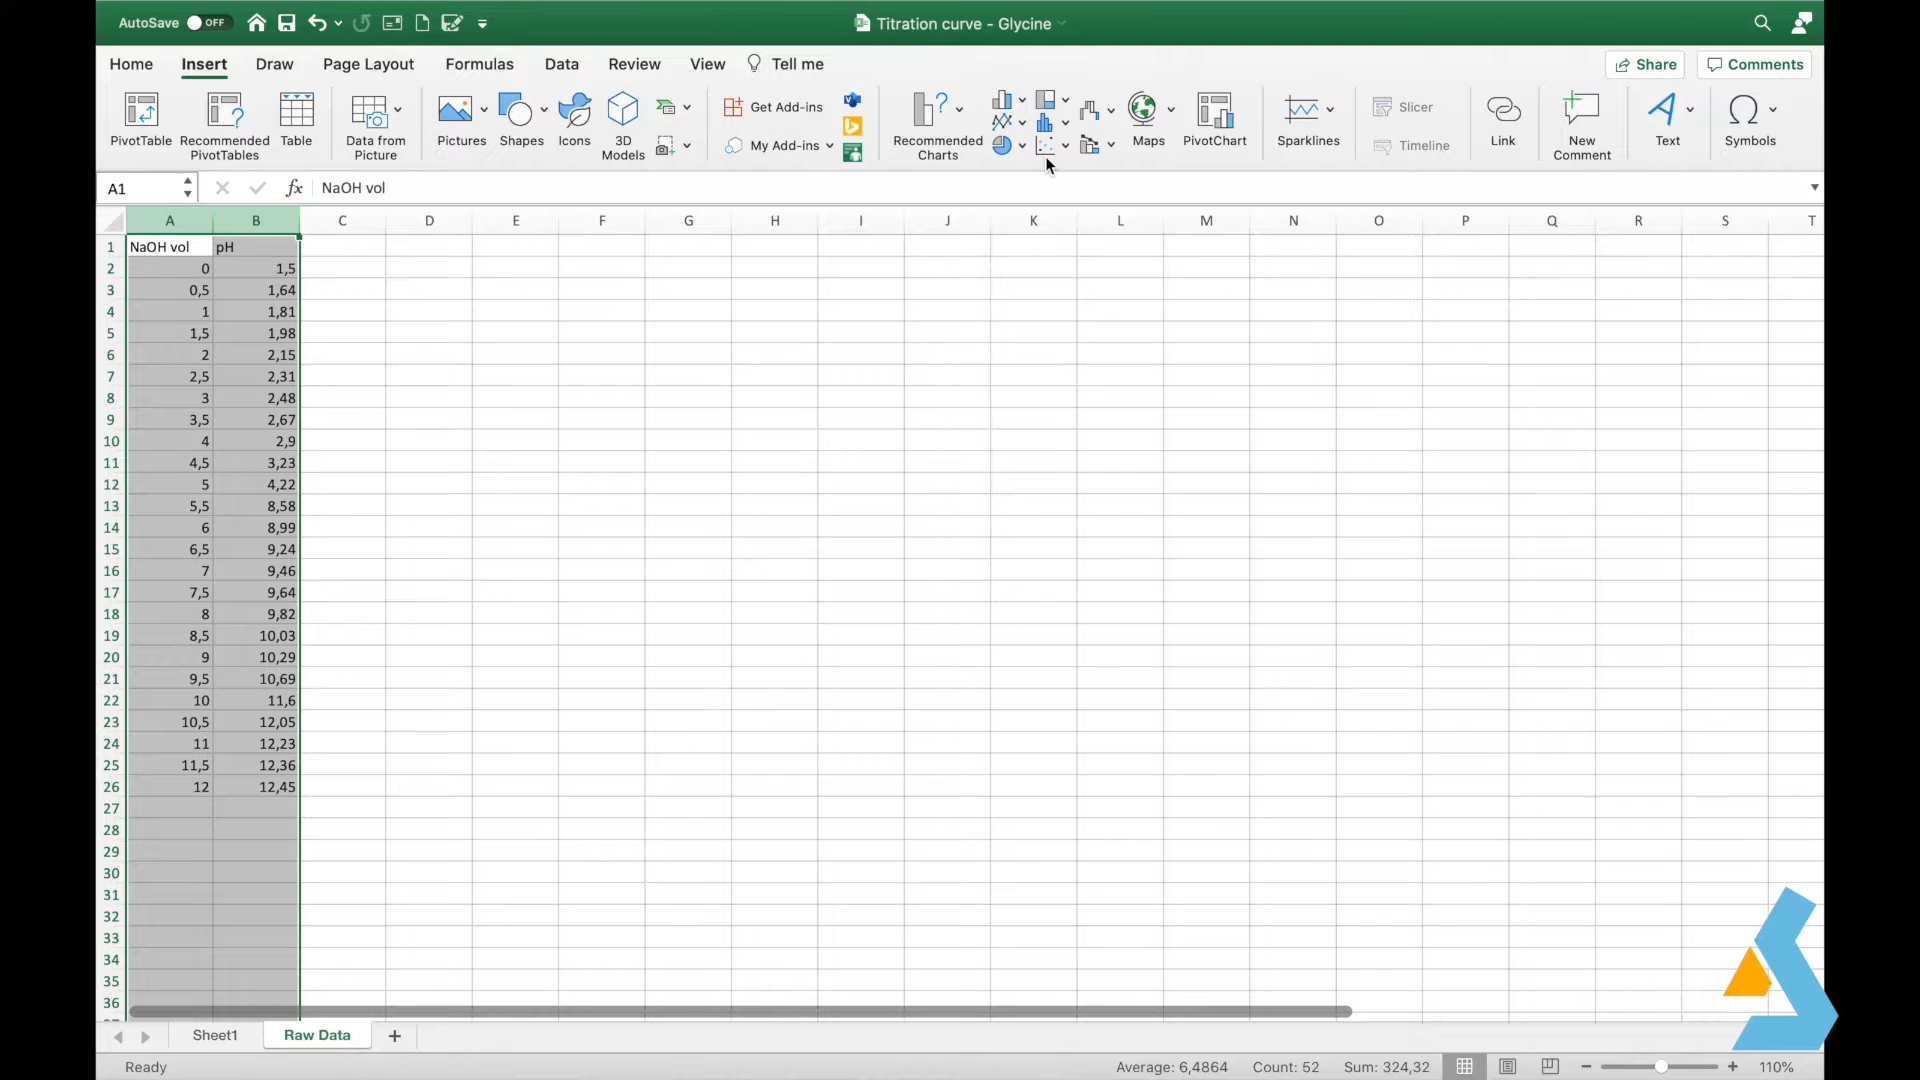 AutoSave OFF
Titration curve - Glycine
Home Insert Draw Page Layout Formulas Data Review View Tell me Share Comments
PivotTable
Recommended PivotTables
Table
Data from Picture
Pictures
Shapes
Icons
3D Models
Get Add-ins
My Add-ins
Recommended Charts
Maps
PivotChart
Sparklines
Slicer
Timeline
Link
New Comment
Text
Symbols
A1 fx NaOH vol
A B C D E F G H I J K L M N O P Q R S T
1 NaOH vol pH
2 0 1,5
3 0,5 1,64
4 1 1,81
5 1,5 1,98
6 2 2,15
7 2,5 2,31
8 3 2,48
9 3,5 2,67
10 4 2,9
11 4,5 3,23
12 5 4,22
13 5,5 8,58
14 6 8,99
15 6,5 9,24
16 7 9,46
17 7,5 9,64
18 8 9,82
19 8,5 10,03
20 9 10,29
21 9,5 10,69
22 10 11,6
23 10,5 12,05
24 11 12,23
25 11,5 12,36
26 12 12,45
27
28
29
30
31
32
33
34
35
36
Sheet1 Raw Data
Ready Average: 6,4864 Count: 52 Sum: 324,32 110%